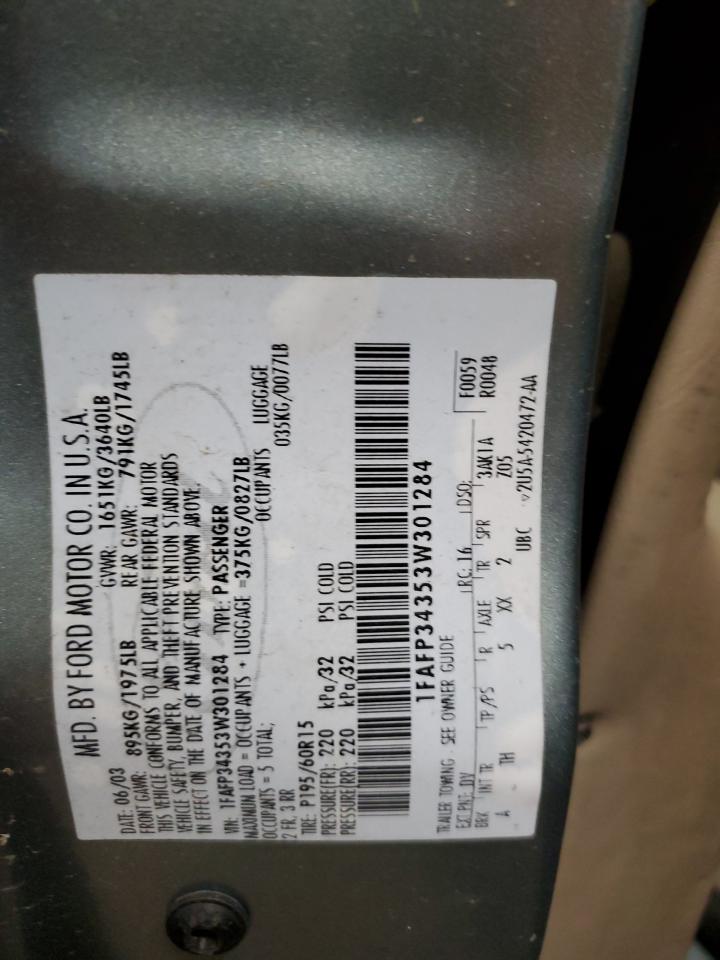 MFD. BY FORD MOTOR CO. IN U.S.A.
DATE: 06/03 GVWR: 1651KG/3640LB
FRONT GAWR: 895KG/1975LB REAR GAWR: 791KG/1745LB
THIS VEHICLE CONFORMS TO ALL APPLICABLE FEDERAL MOTOR
VEHICLE SAFETY, BUMPER, AND THEFT PREVENTION STANDARDS
IN EFFECT ON THE DATE OF MANUFACTURE SHOWN ABOVE.
VIN: 1FAFP34353W301284 TYPE: PASSENGER
MAXIMUM LOAD = OCCUPANTS + LUGGAGE = 375KG/0827LB
OCCUPANTS = 5 TOTAL; OCCUPANTS LUGGAGE
2 FR, 3 RR 035KG/0077LB
TIRE: P195/60R15
PRESSURE(FR): 220 kPa/32 PSI COLD
PRESSURE(RR): 220 kPa/32 PSI COLD
1FAFP34353W301284
TRAILER TOWING - SEE OWNER GUIDE
EXT PNT: DV RC: 16 DSO: F0059
BRK INT TR TP/PS R AXLE TR SPR R0048
A TH 5 XX 2 3AK1A Z05
UBC v2U5A-5420472-AA